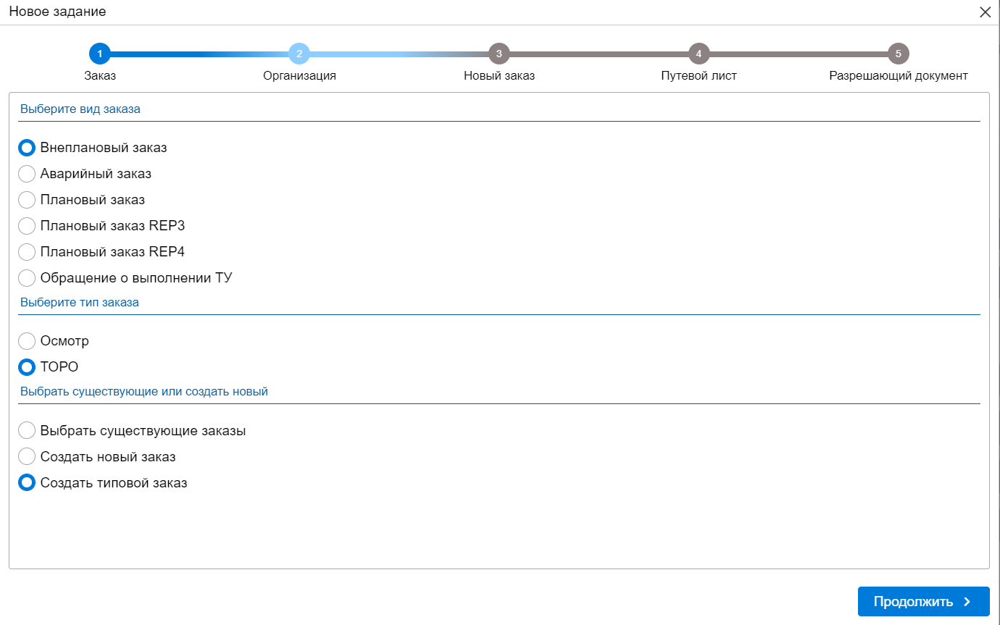 Новое задание
1 2 3 4 5
Заказ Организация Новый заказ Путевой лист Разрешающий документ
Выберите вид заказа
Внеплановый заказ
Аварийный заказ
Плановый заказ
Плановый заказ REP3
Плановый заказ REP4
Обращение о выполнении ТУ
Выберите тип заказа
Осмотр
ТОРО
Выбрать существующие или создать новый
Выбрать существующие заказы
Создать новый заказ
Создать типовой заказ
Продолжить